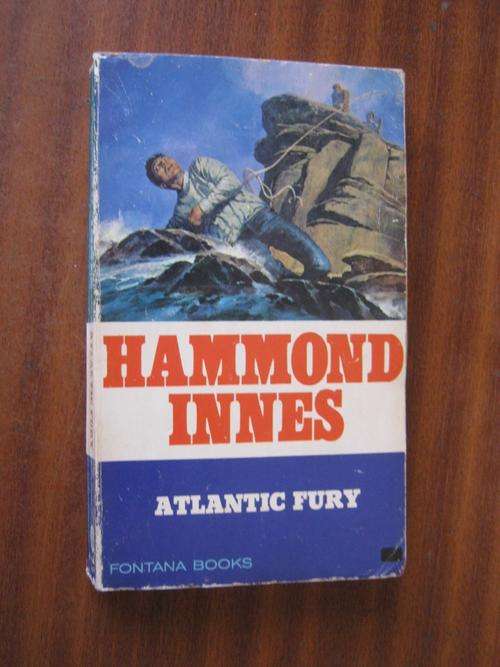 HAMMOND
INNES
ATLANTIC FURY
FONTANA BOOKS